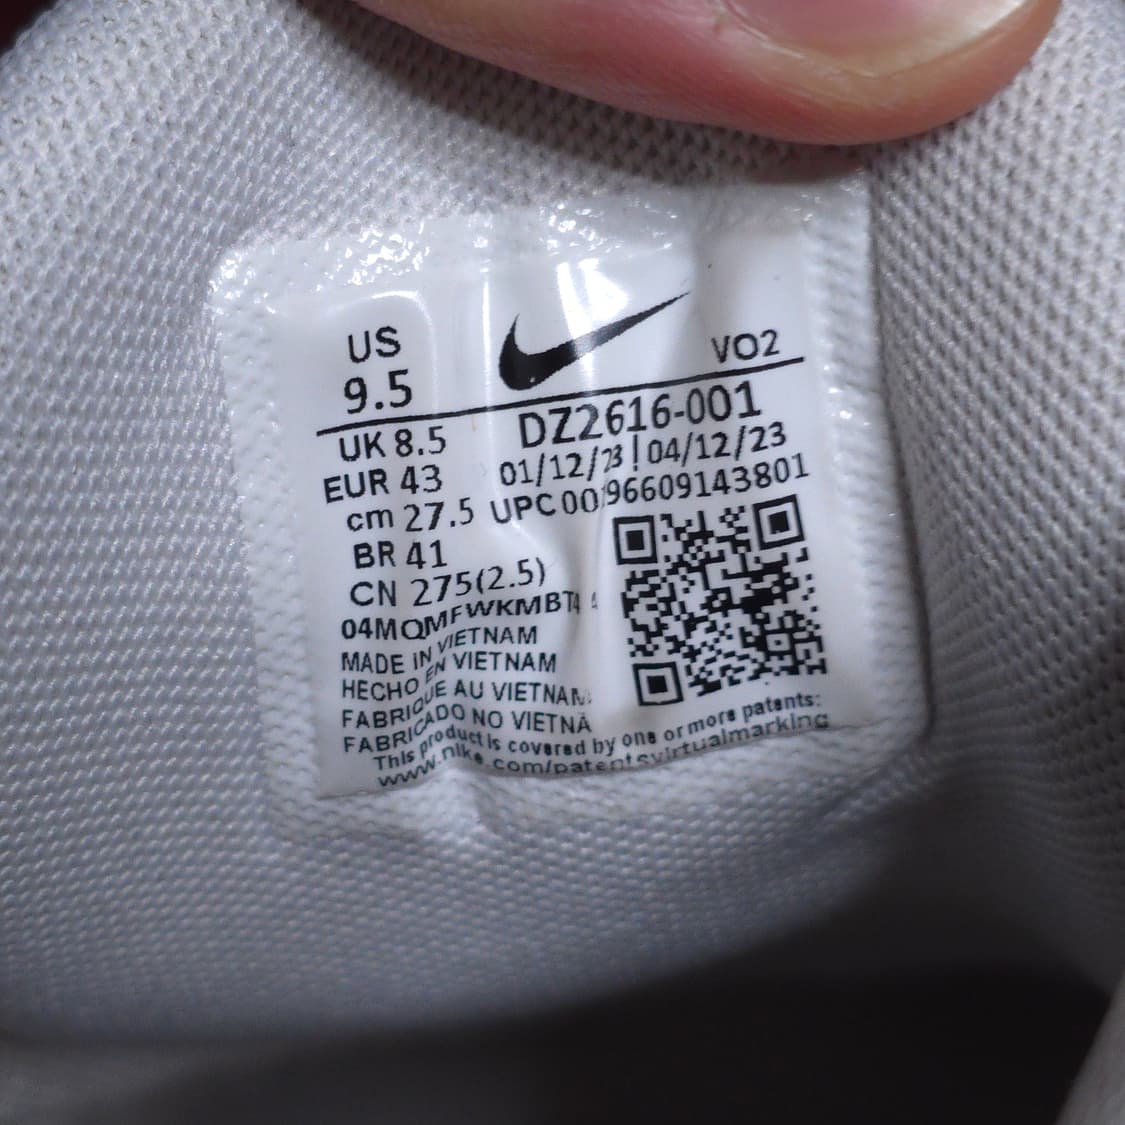 US
9.5
VO2
UK 8.5
DZ2616-001
EUR 43
01/12/23 | 04/12/23
cm 27.5
UPC 00196609143801
BR 41
CN 275(2.5)
04MQMFWKMBT4 4
MADE IN VIETNAM
HECHO EN VIETNAM
FABRIQUE AU VIETNAM
FABRICADO NO VIETNÃ
This product is covered by one or more patents:
www.nike.com/patentsvirtualmarking